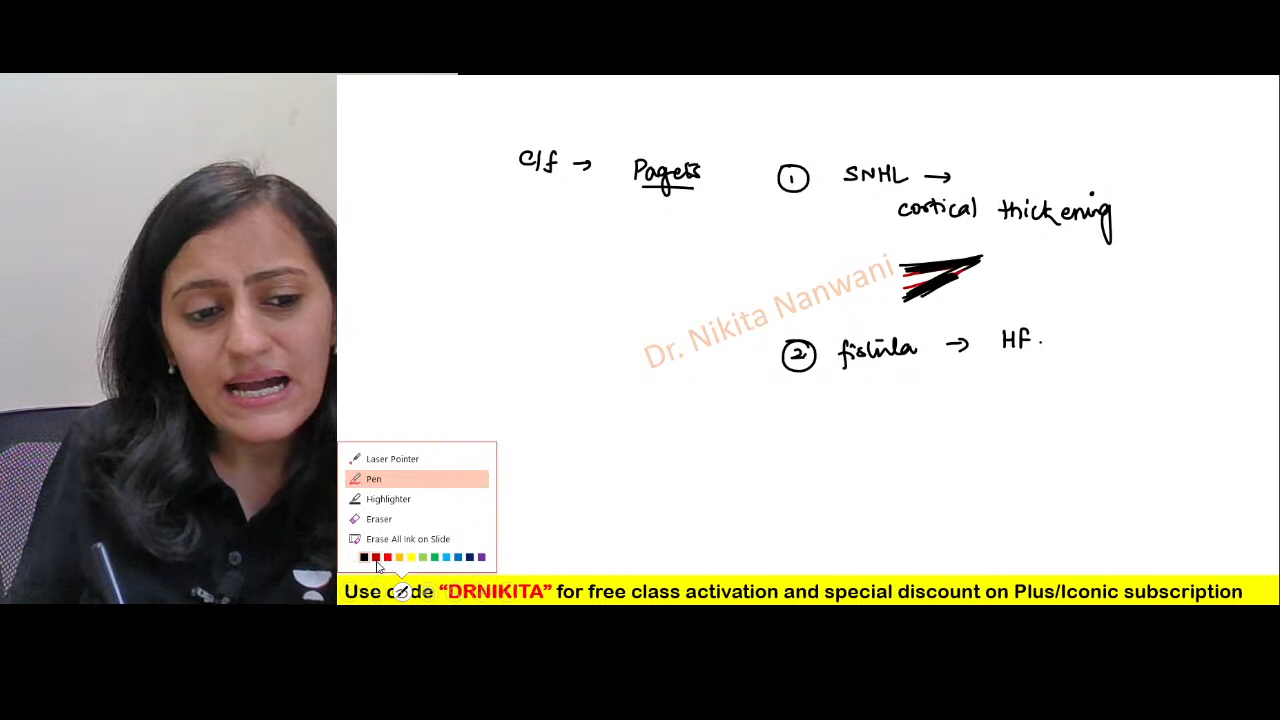 c/f → Pagets ① SNHL →
cortical thickening
Dr. Nikita Nanwani
② fistula → HF.
Laser Pointer
Pen
Highlighter
Eraser
Erase All Ink on Slide
Use code “DRNIKITA” for free class activation and special discount on Plus/Iconic subscription